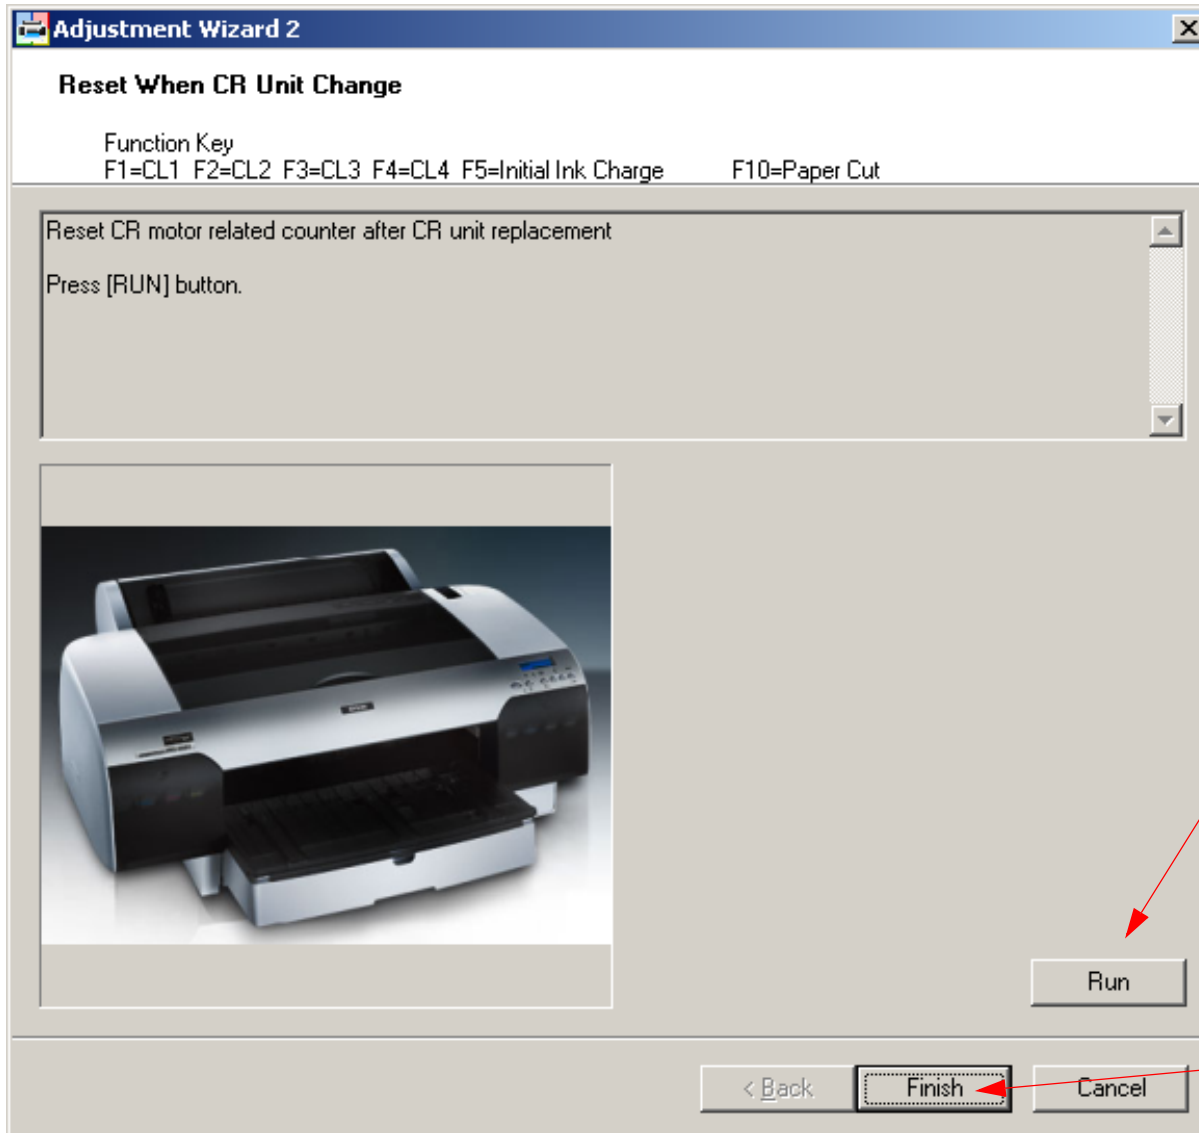 Adjustment Wizard 2
Reset When CR Unit Change
Function Key
F1=CL1 F2=CL2 F3=CL3 F4=CL4 F5=Initial Ink Charge F10=Paper Cut
Reset CR motor related counter after CR unit replacement
Press [RUN] button.
EPSON
Run
< Back Finish Cancel